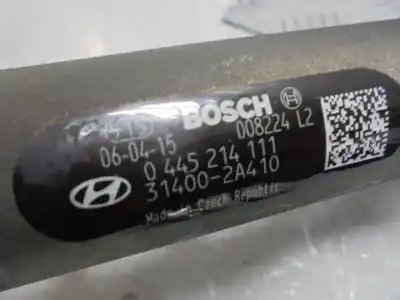 BOSCH
06-04-15
008224 L2
0 445 214 111
31400-2A410
Made in Czech Republic